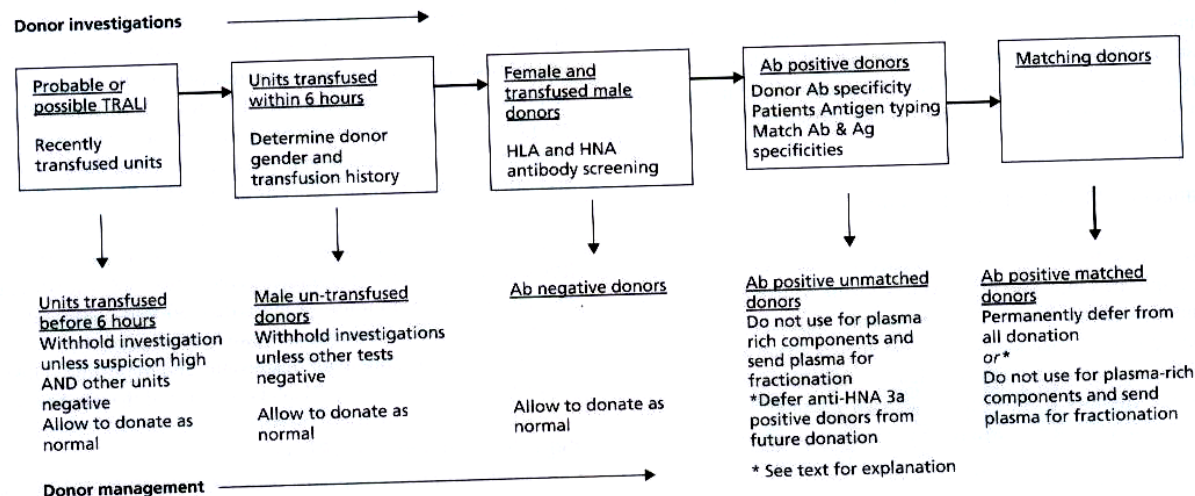 Donor investigations
Probable or
possible TRALI
Recently
transfused units
Units transfused
within 6 hours
Determine donor
gender and
transfusion history
Female and
transfused male
donors
HLA and HNA
antibody screening
Ab positive donors
Donor Ab specificity
Patients Antigen typing
Match Ab & Ag
specificities
Matching donors
Units transfused
before 6 hours
Withhold investigation
unless suspicion high
AND other units
negative
Allow to donate as
normal
Male un-transfused
donors
Withhold investigations
unless other tests
negative
Allow to donate as
normal
Ab negative donors
Allow to donate as
normal
Ab positive unmatched
donors
Do not use for plasma
rich components and
send plasma for
fractionation
*Defer anti-HNA 3a
positive donors from
future donation
* See text for explanation
Ab positive matched
donors
Permanently defer from
all donation
or*
Do not use for plasma-rich
components and send
plasma for fractionation
Donor management